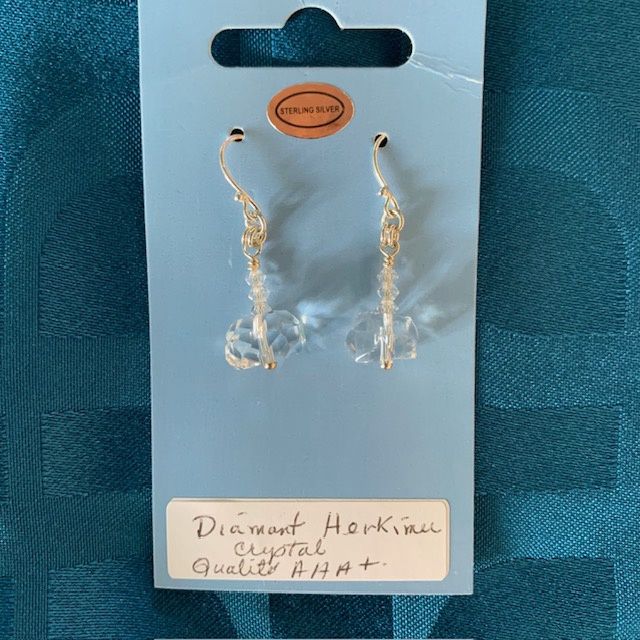 STERLING SILVER
Diamant Herkimer
Crystal
Qualité AAA+